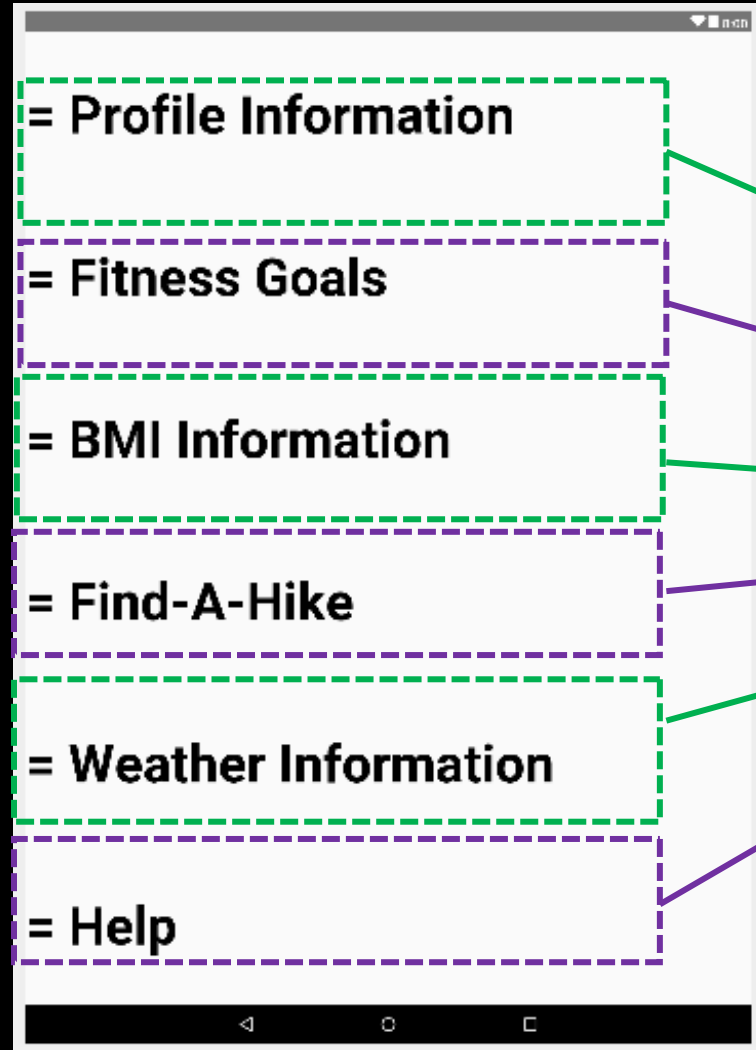 = Profile Information
= Fitness Goals
= BMI Information
= Find-A-Hike
= Weather Information
= Help